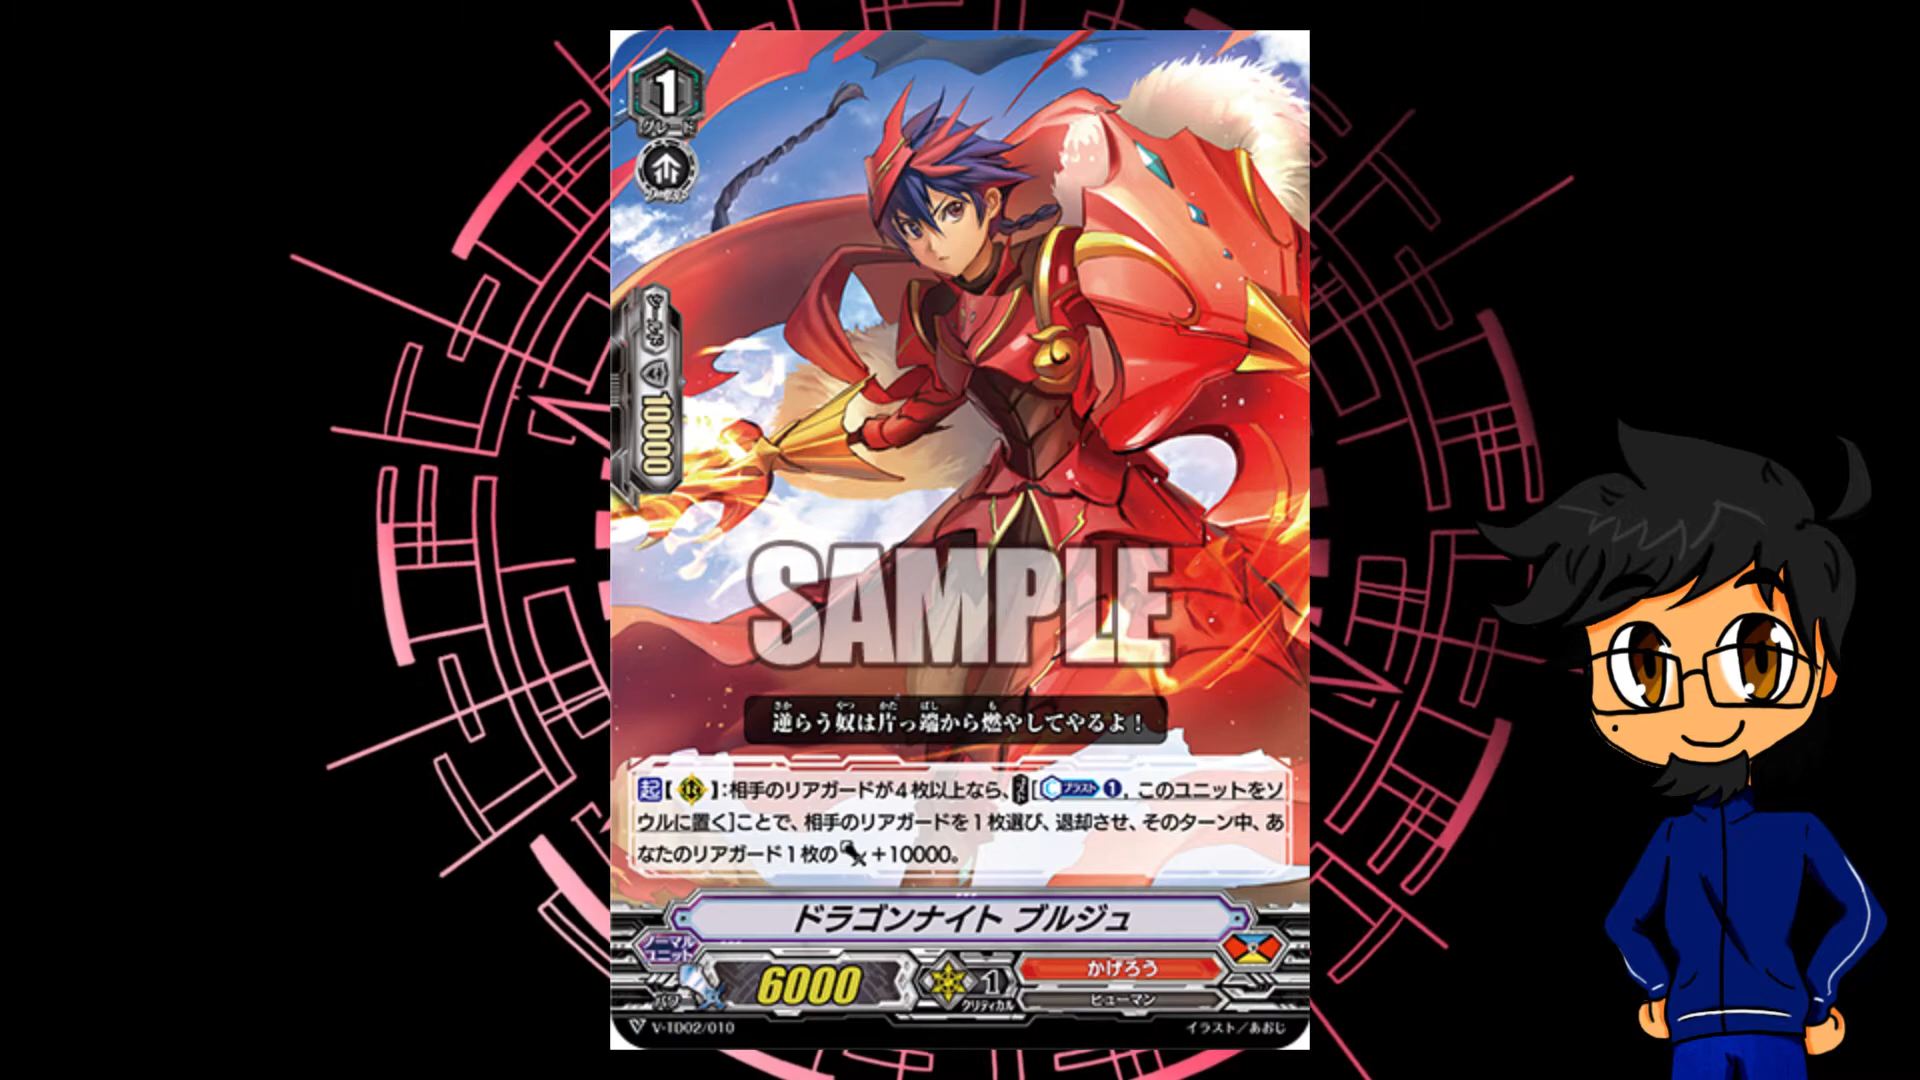 1
グレード
ブースト
シールド
10000
SAMPLE
逆らう奴は片っ端から燃やしてやるよ！
起【】:相手のリアガードが4枚以上なら、コスト[ブラスト1, このユニットをソ
ウルに置く]ことで、相手のリアガードを1枚選び、退却させ、そのターン中、あ
なたのリアガード1枚の+10000。
ドラゴンナイト ブルジュ
ノーマル
ユニット
パワー
6000
1
クリティカル
かげろう
ヒューマン
V-TD02/010
イラスト／あおじ